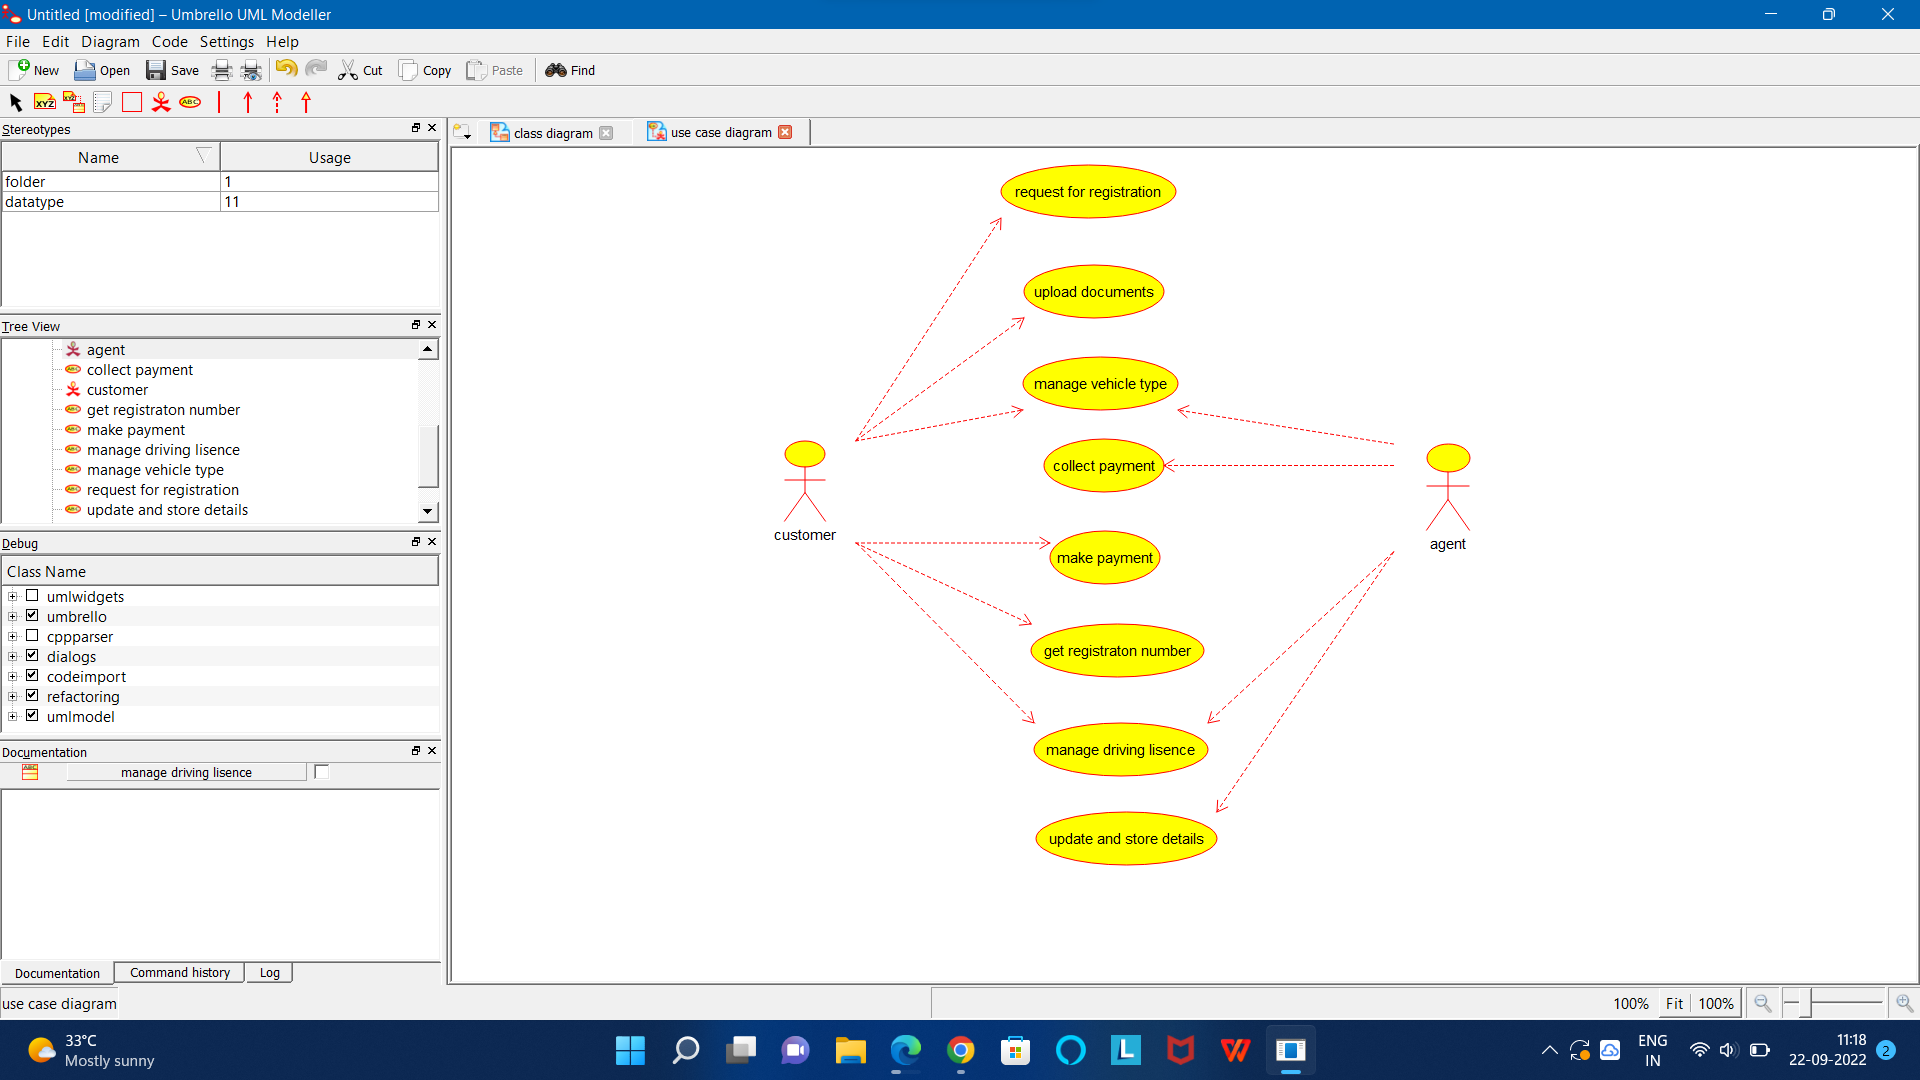 Untitled [modified] – Umbrello UML Modeller
File Edit Diagram Code Settings Help
New Open Save Cut Copy Paste Find
XYZ XYZ ABC
Stereotypes
Name Usage
folder 1
datatype 11
Tree View
agent
collect payment
customer
get registraton number
make payment
manage driving lisence
manage vehicle type
request for registration
update and store details
Debug
Class Name
umlwidgets
umbrello
cppparser
dialogs
codeimport
refactoring
umlmodel
Documentation
manage driving lisence
Documentation Command history Log
use case diagram
class diagram use case diagram
request for registration
upload documents
manage vehicle type
collect payment
customer
agent
make payment
get registraton number
manage driving lisence
update and store details
100% Fit 100%
33°C
Mostly sunny
L
W
ENG
IN
11:18
22-09-2022
2